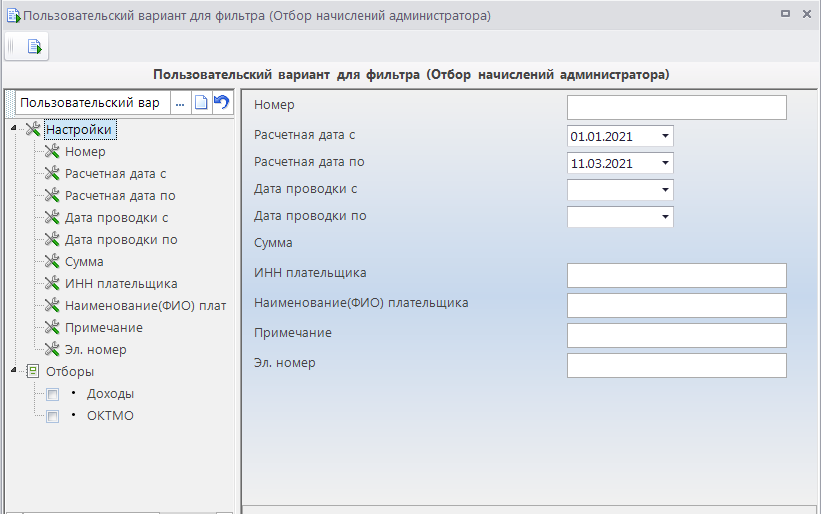 Пользовательский вариант для фильтра (Отбор начислений администратора)
Пользовательский вариант для фильтра (Отбор начислений администратора)
Пользовательский вар ...
Настройки
Номер
Расчетная дата с
Расчетная дата по
Дата проводки с
Дата проводки по
Сумма
ИНН плательщика
Наименование(ФИО) плат
Примечание
Эл. номер
Отборы
Доходы
ОКТМО
Номер
Расчетная дата с 01.01.2021
Расчетная дата по 11.03.2021
Дата проводки с
Дата проводки по
Сумма
ИНН плательщика
Наименование(ФИО) плательщика
Примечание
Эл. номер